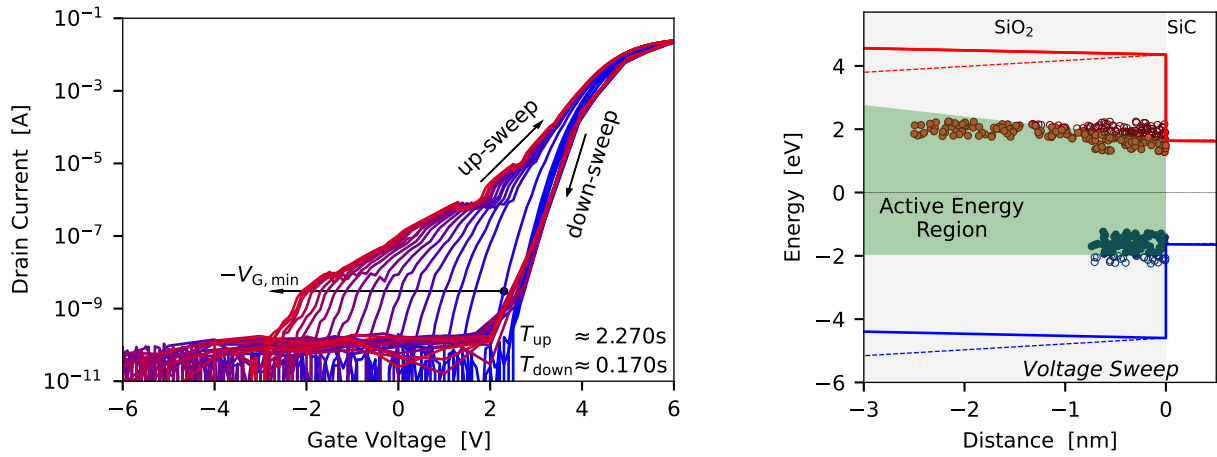 10⁻¹
10⁻³
10⁻⁵
10⁻⁷
10⁻⁹
10⁻¹¹
Drain Current [A]
−6 −4 −2 0 2 4 6
Gate Voltage [V]
up-sweep
down-sweep
−V_G, min
T_up ≈ 2.270s
T_down ≈ 0.170s
SiO₂ SiC
4
2
0
−2
−4
−6
Energy [eV]
Active Energy
Region
Voltage Sweep
−3 −2 −1 0
Distance [nm]